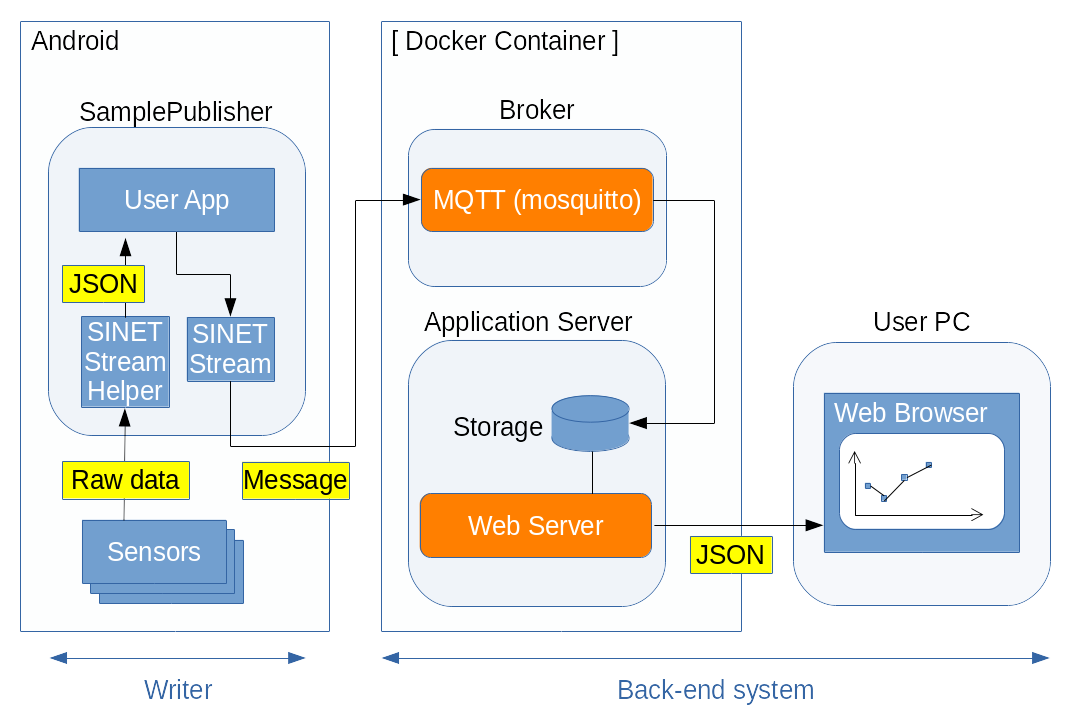 Android
[ Docker Container ]
SamplePublisher
Broker
User App
MQTT (mosquitto)
JSON
SINET
Stream
Helper
SINET
Stream
Application Server
User PC
Storage
Web Browser
Raw data
Message
Sensors
Web Server
JSON
Writer
Back-end system